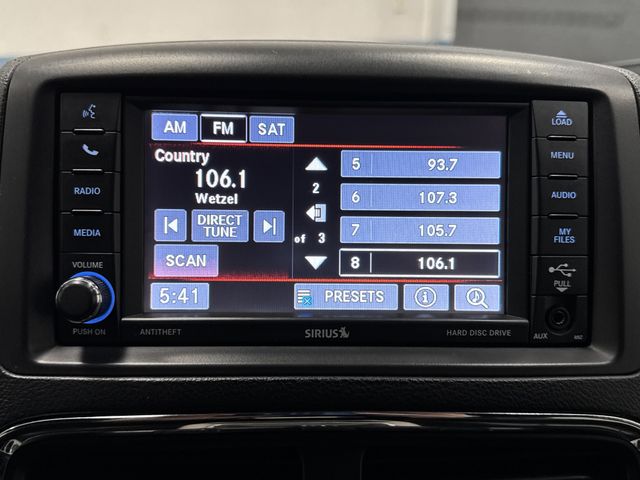 AM FM SAT
Country
106.1
Wetzel
DIRECT
TUNE
SCAN
5:41
2
of 3
5 93.7
6 107.3
7 105.7
8 106.1
PRESETS
RADIO
MEDIA
VOLUME
PUSH ON
ANTITHEFT
SIRIUS
HARD DISC DRIVE
LOAD
MENU
AUDIO
MY
FILES
PULL
AUX